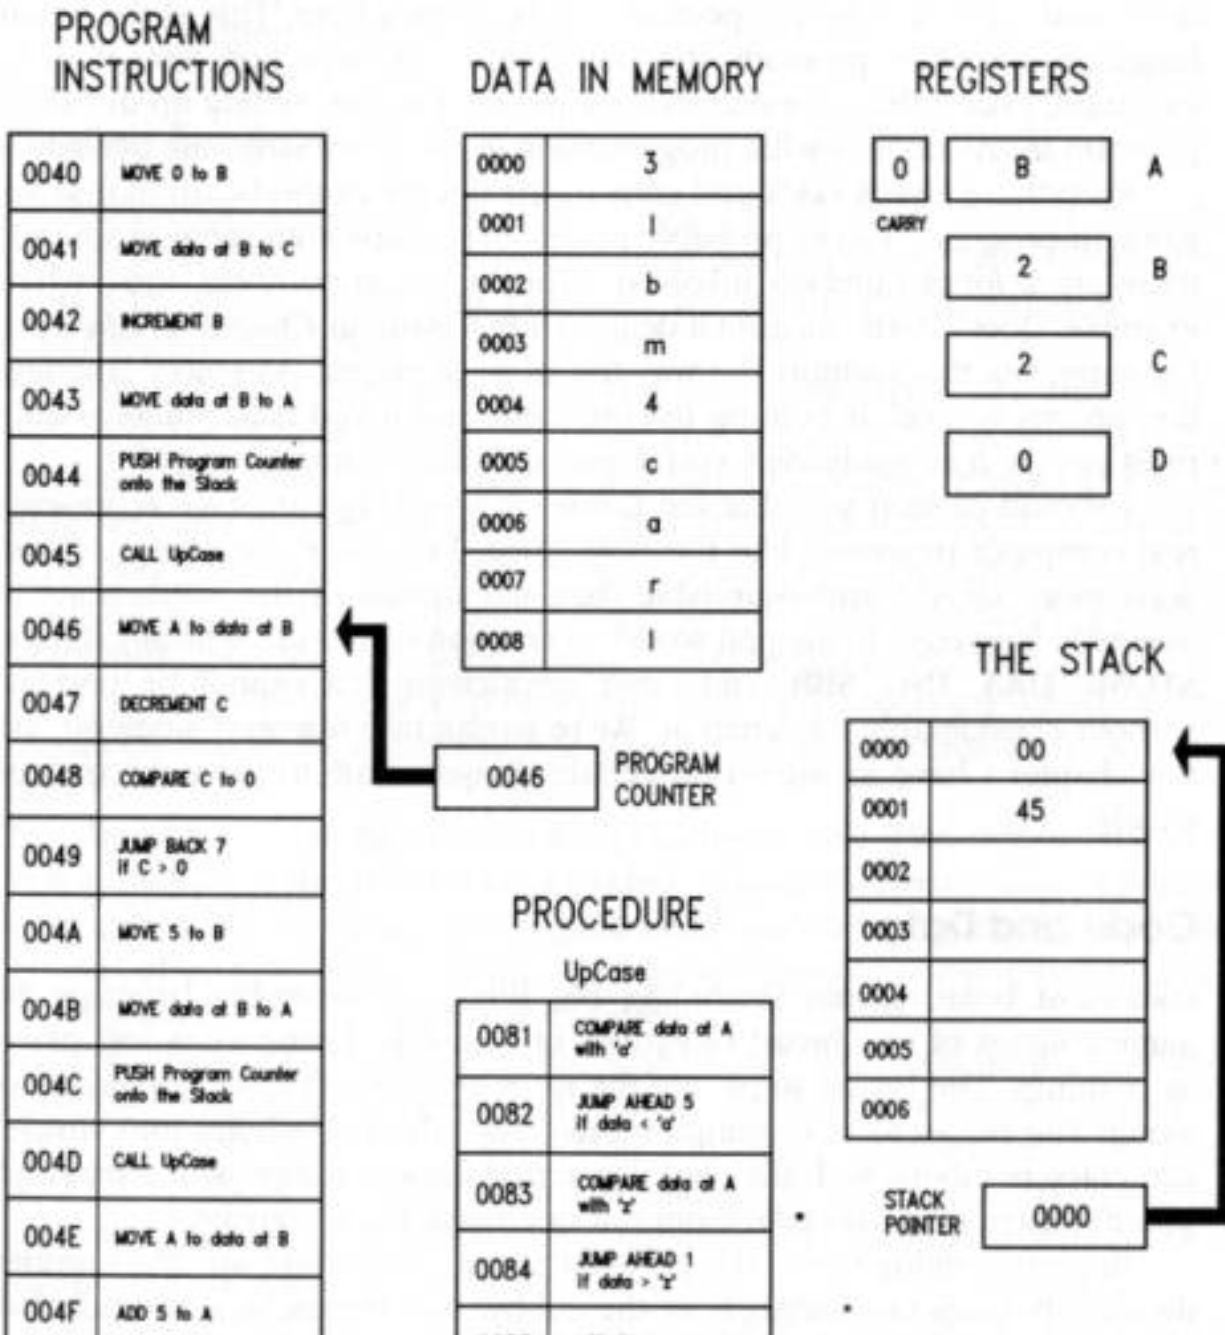 PROGRAM
INSTRUCTIONS
0040 MOVE 0 to B
0041 MOVE data at B to C
0042 INCREMENT B
0043 MOVE data at B to A
0044 PUSH Program Counter
onto the Stack
0045 CALL UpCase
0046 MOVE A to data at B
0047 DECREMENT C
0048 COMPARE C to 0
0049 JUMP BACK 7
if C > 0
004A MOVE 5 to B
004B MOVE data at B to A
004C PUSH Program Counter
onto the Stack
004D CALL UpCase
004E MOVE A to data at B
004F ADD 5 to A
DATA IN MEMORY
0000 3
0001 l
0002 b
0003 m
0004 4
0005 c
0006 a
0007 r
0008 l
0046
PROGRAM
COUNTER
PROCEDURE
UpCase
0081 COMPARE data at A
with 'a'
0082 JUMP AHEAD 5
if data < 'a'
0083 COMPARE data at A
with 'z'
0084 JUMP AHEAD 1
if data > 'z'
REGISTERS
0 B A
CARRY
2 B
2 C
0 D
THE STACK
0000 00
0001 45
0002
0003
0004
0005
0006
STACK
POINTER
0000